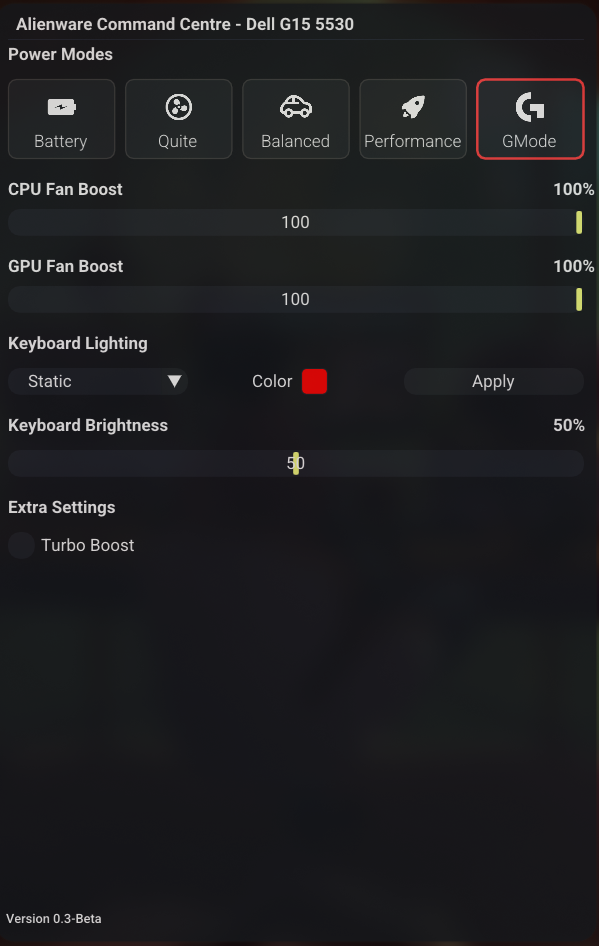 Alienware Command Centre - Dell G15 5530
Power Modes
Battery Quite Balanced Performance GMode
CPU Fan Boost 100%
100
GPU Fan Boost 100%
100
Keyboard Lighting
Static Color Apply
Keyboard Brightness 50%
50
Extra Settings
Turbo Boost
Version 0.3-Beta